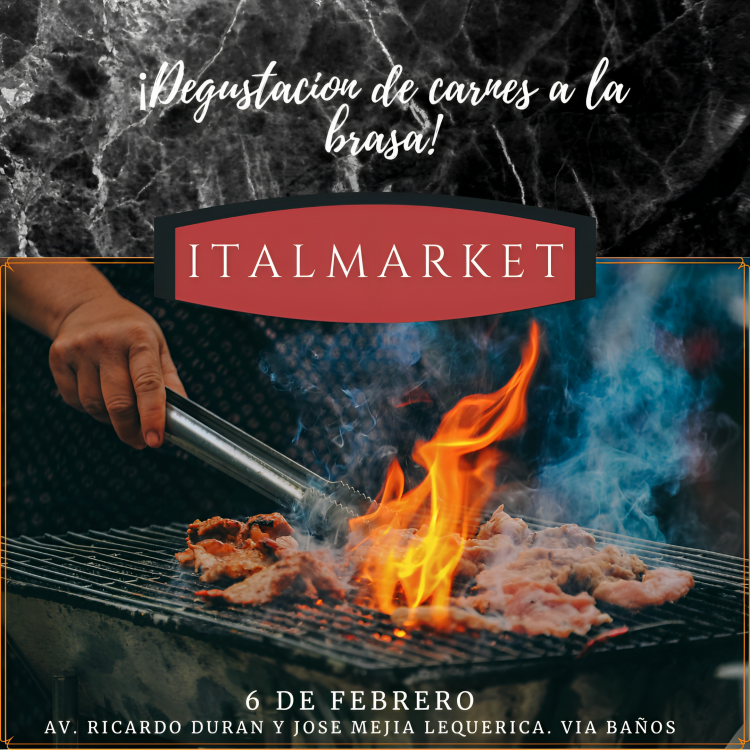 ¡Degustacion de carnes a la
brasa!
ITALMARKET
6 DE FEBRERO
AV. RICARDO DURAN Y JOSE MEJIA LEQUERICA. VIA BAÑOS